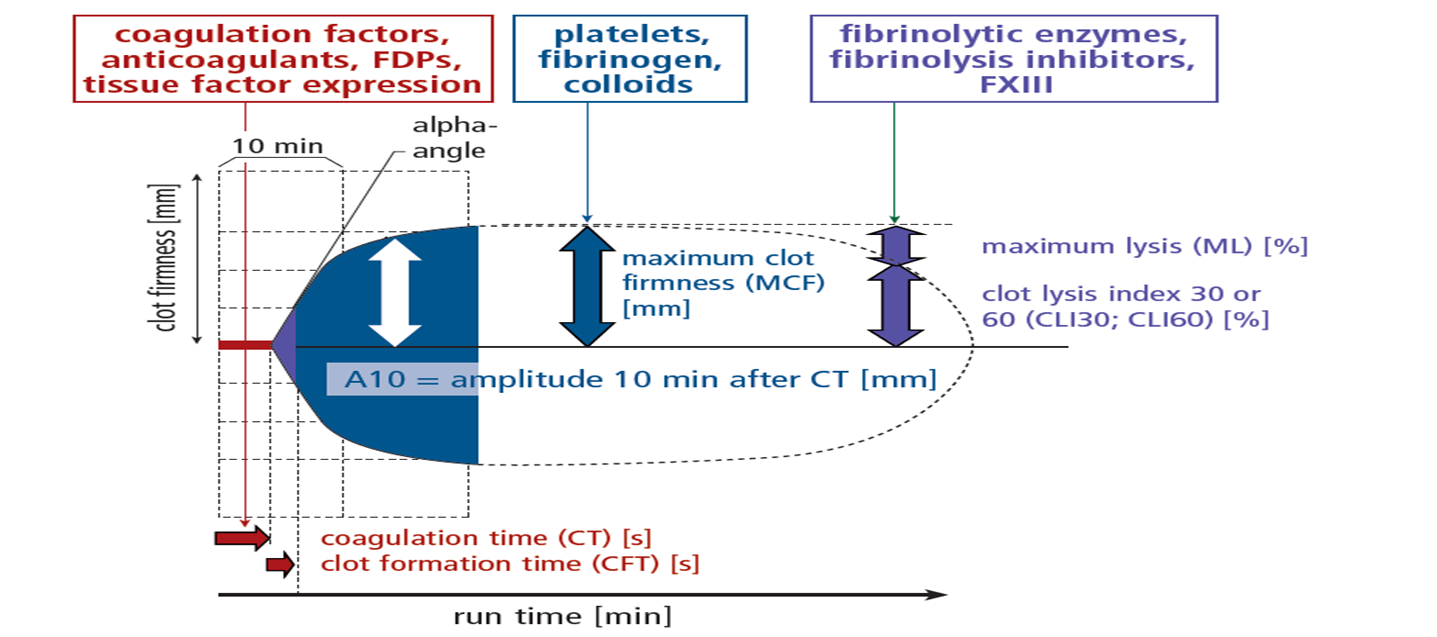 coagulation factors,
anticoagulants, FDPs,
tissue factor expression
platelets,
fibrinogen,
colloids
fibrinolytic enzymes,
fibrinolysis inhibitors,
FXIII
alpha-
angle
10 min
clot firmness [mm]
maximum clot
firmness (MCF)
[mm]
maximum lysis (ML) [%]
clot lysis index 30 or
60 (CLI30; CLI60) [%]
A10 = amplitude 10 min after CT [mm]
coagulation time (CT) [s]
clot formation time (CFT) [s]
run time [min]